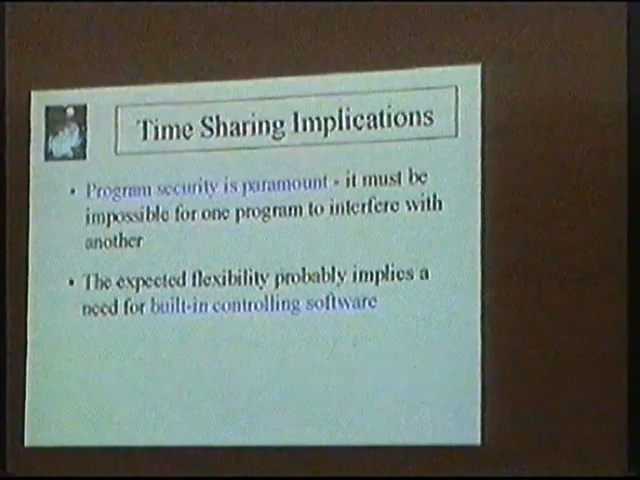 Time Sharing Implications
• Program security is paramount - it must be
impossible for one program to interfere with
another
• The expected flexibility probably implies a
need for built-in controlling software